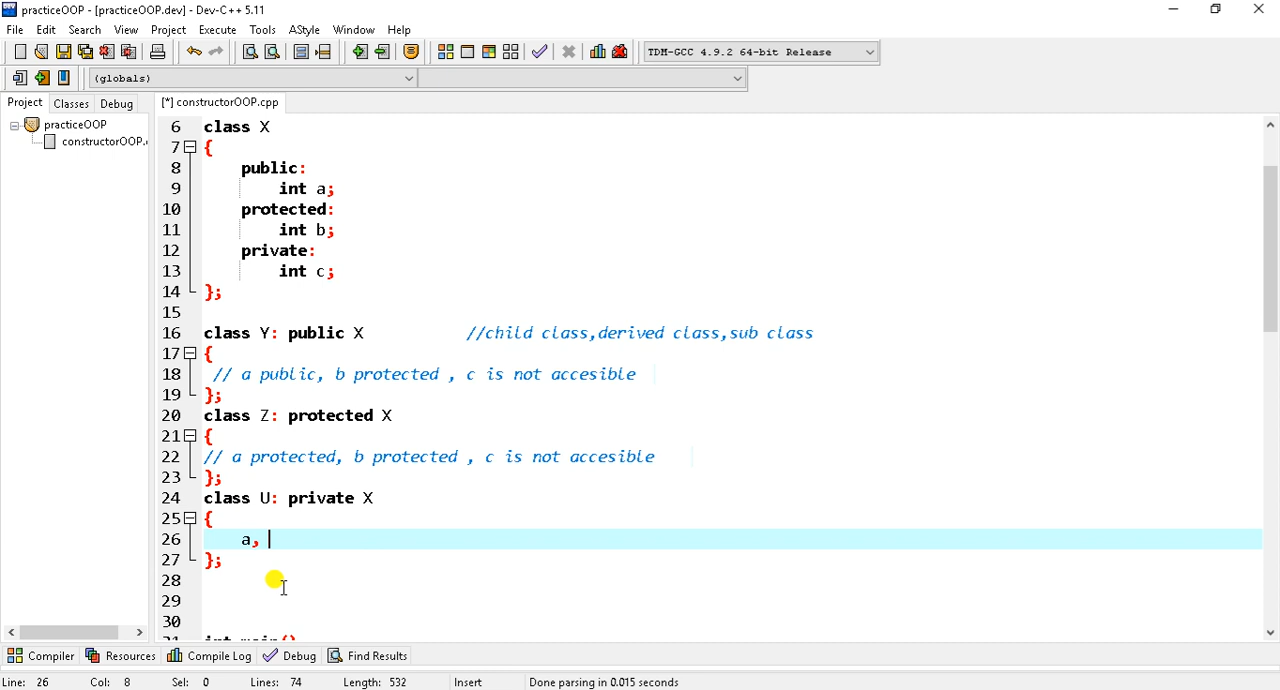 practiceOOP - [practiceOOP.dev] - Dev-C++ 5.11
File Edit Search View Project Execute Tools AStyle Window Help
TDM-GCC 4.9.2 64-bit Release
(globals)
Project Classes Debug [*] constructorOOP.cpp
practiceOOP
constructorOOP.
6 class X
7 {
8 public:
9 int a;
10 protected:
11 int b;
12 private:
13 int c;
14 };
15
16 class Y: public X //child class,derived class,sub class
17 {
18 // a public, b protected , c is not accesible
19 };
20 class Z: protected X
21 {
22 // a protected, b protected , c is not accesible
23 };
24 class U: private X
25 {
26 a,
27 };
28
29
30
31 int main()
Compiler Resources Compile Log Debug Find Results
Line: 26 Col: 8 Sel: 0 Lines: 74 Length: 532 Insert Done parsing in 0.015 seconds